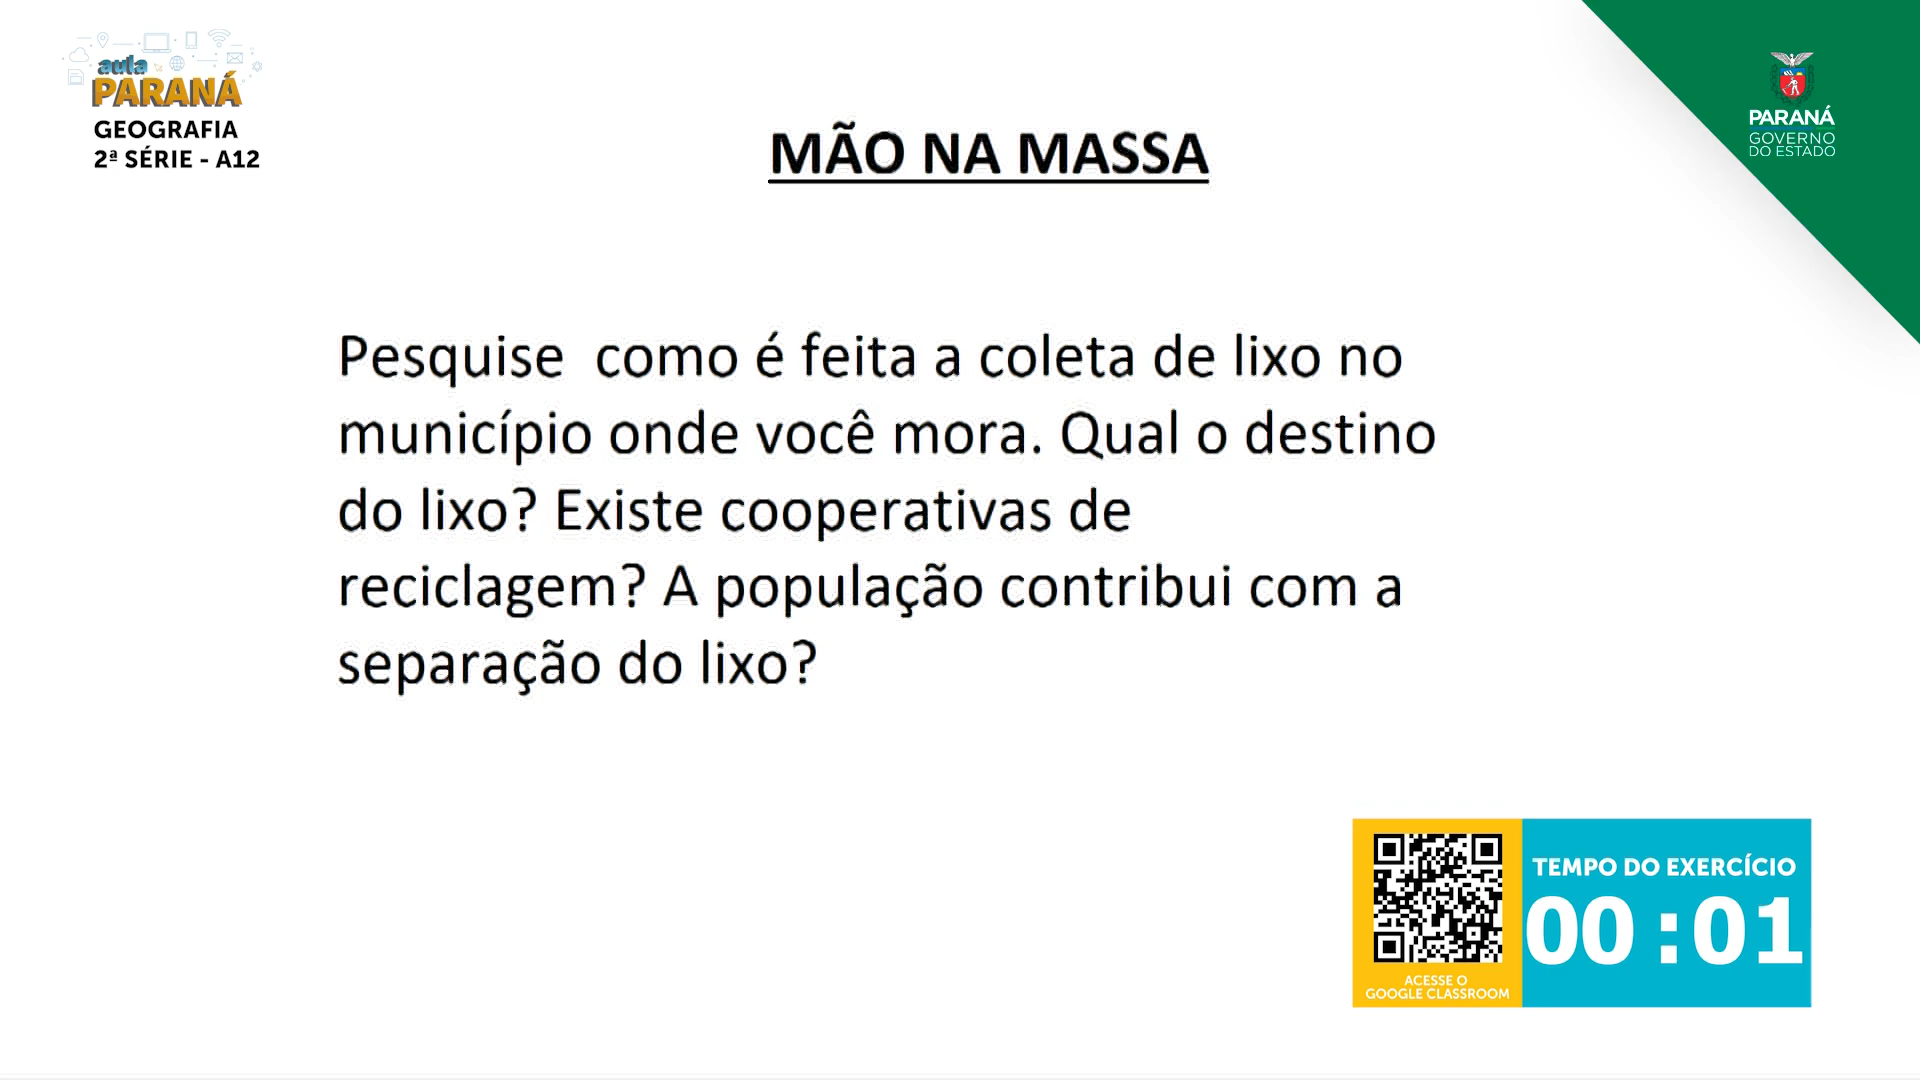 aula
PARANÁ
GEOGRAFIA
2ª SÉRIE - A12
PARANÁ
GOVERNO
DO ESTADO
MÃO NA MASSA
Pesquise  como é feita a coleta de lixo no
município onde você mora. Qual o destino
do lixo? Existe cooperativas de
reciclagem? A população contribui com a
separação do lixo?
ACESSE O
GOOGLE CLASSROOM
TEMPO DO EXERCÍCIO
00 :01